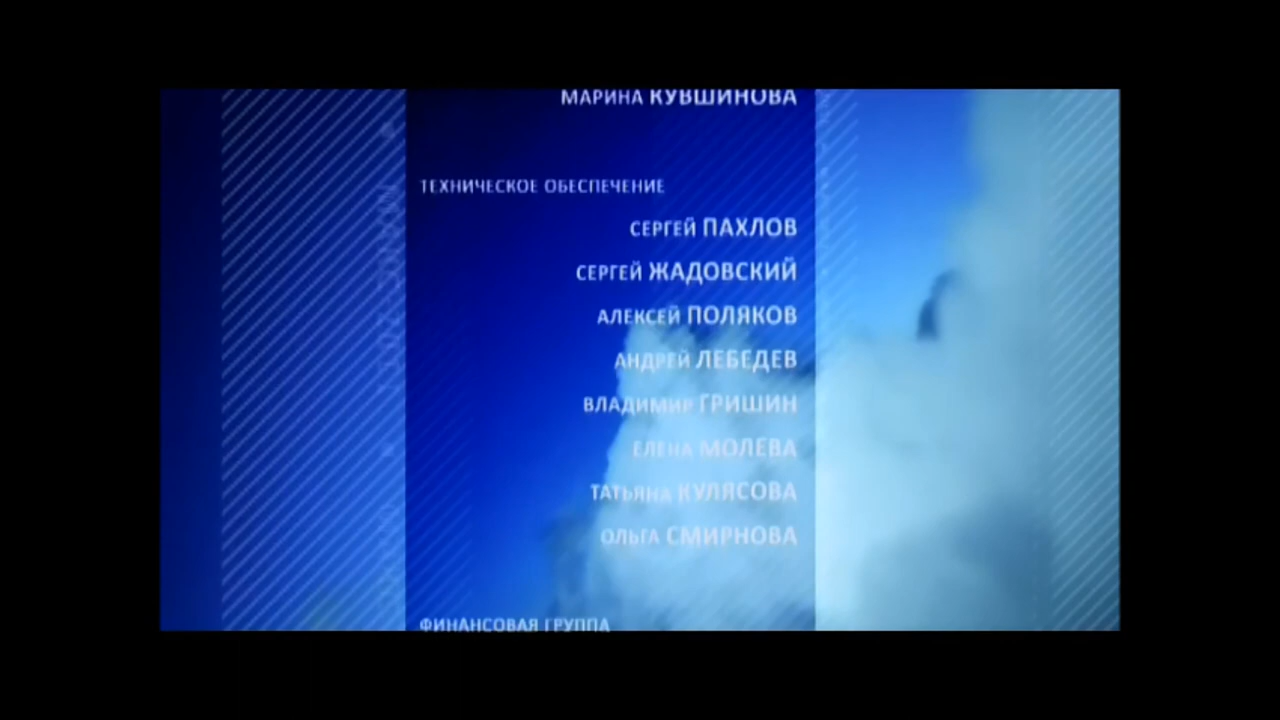 МАРИНА КУВШИНОВА
ТЕХНИЧЕСКОЕ ОБЕСПЕЧЕНИЕ
СЕРГЕЙ ПАХЛОВ
СЕРГЕЙ ЖАДОВСКИЙ
АЛЕКСЕЙ ПОЛЯКОВ
АНДРЕЙ ЛЕБЕДЕВ
ВЛАДИМИР ГРИШИН
ЕЛЕНА МОЛЕВА
ТАТЬЯНА КУЛЯСОВА
ОЛЬГА СМИРНОВА
ФИНАНСОВАЯ ГРУППА